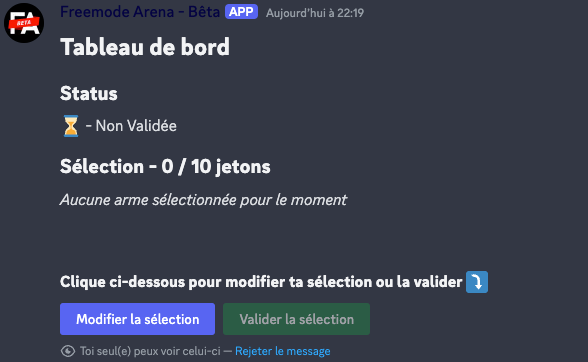 FA
BETA
Freemode Arena - Bêta APP Aujourd'hui à 22:19
Tableau de bord
Status
⌛ - Non Validée
Sélection - 0 / 10 jetons
Aucune arme sélectionnée pour le moment
Clique ci-dessous pour modifier ta sélection ou la valider ⤵️
Modifier la sélection Valider la sélection
Toi seul(e) peux voir celui-ci — Rejeter le message